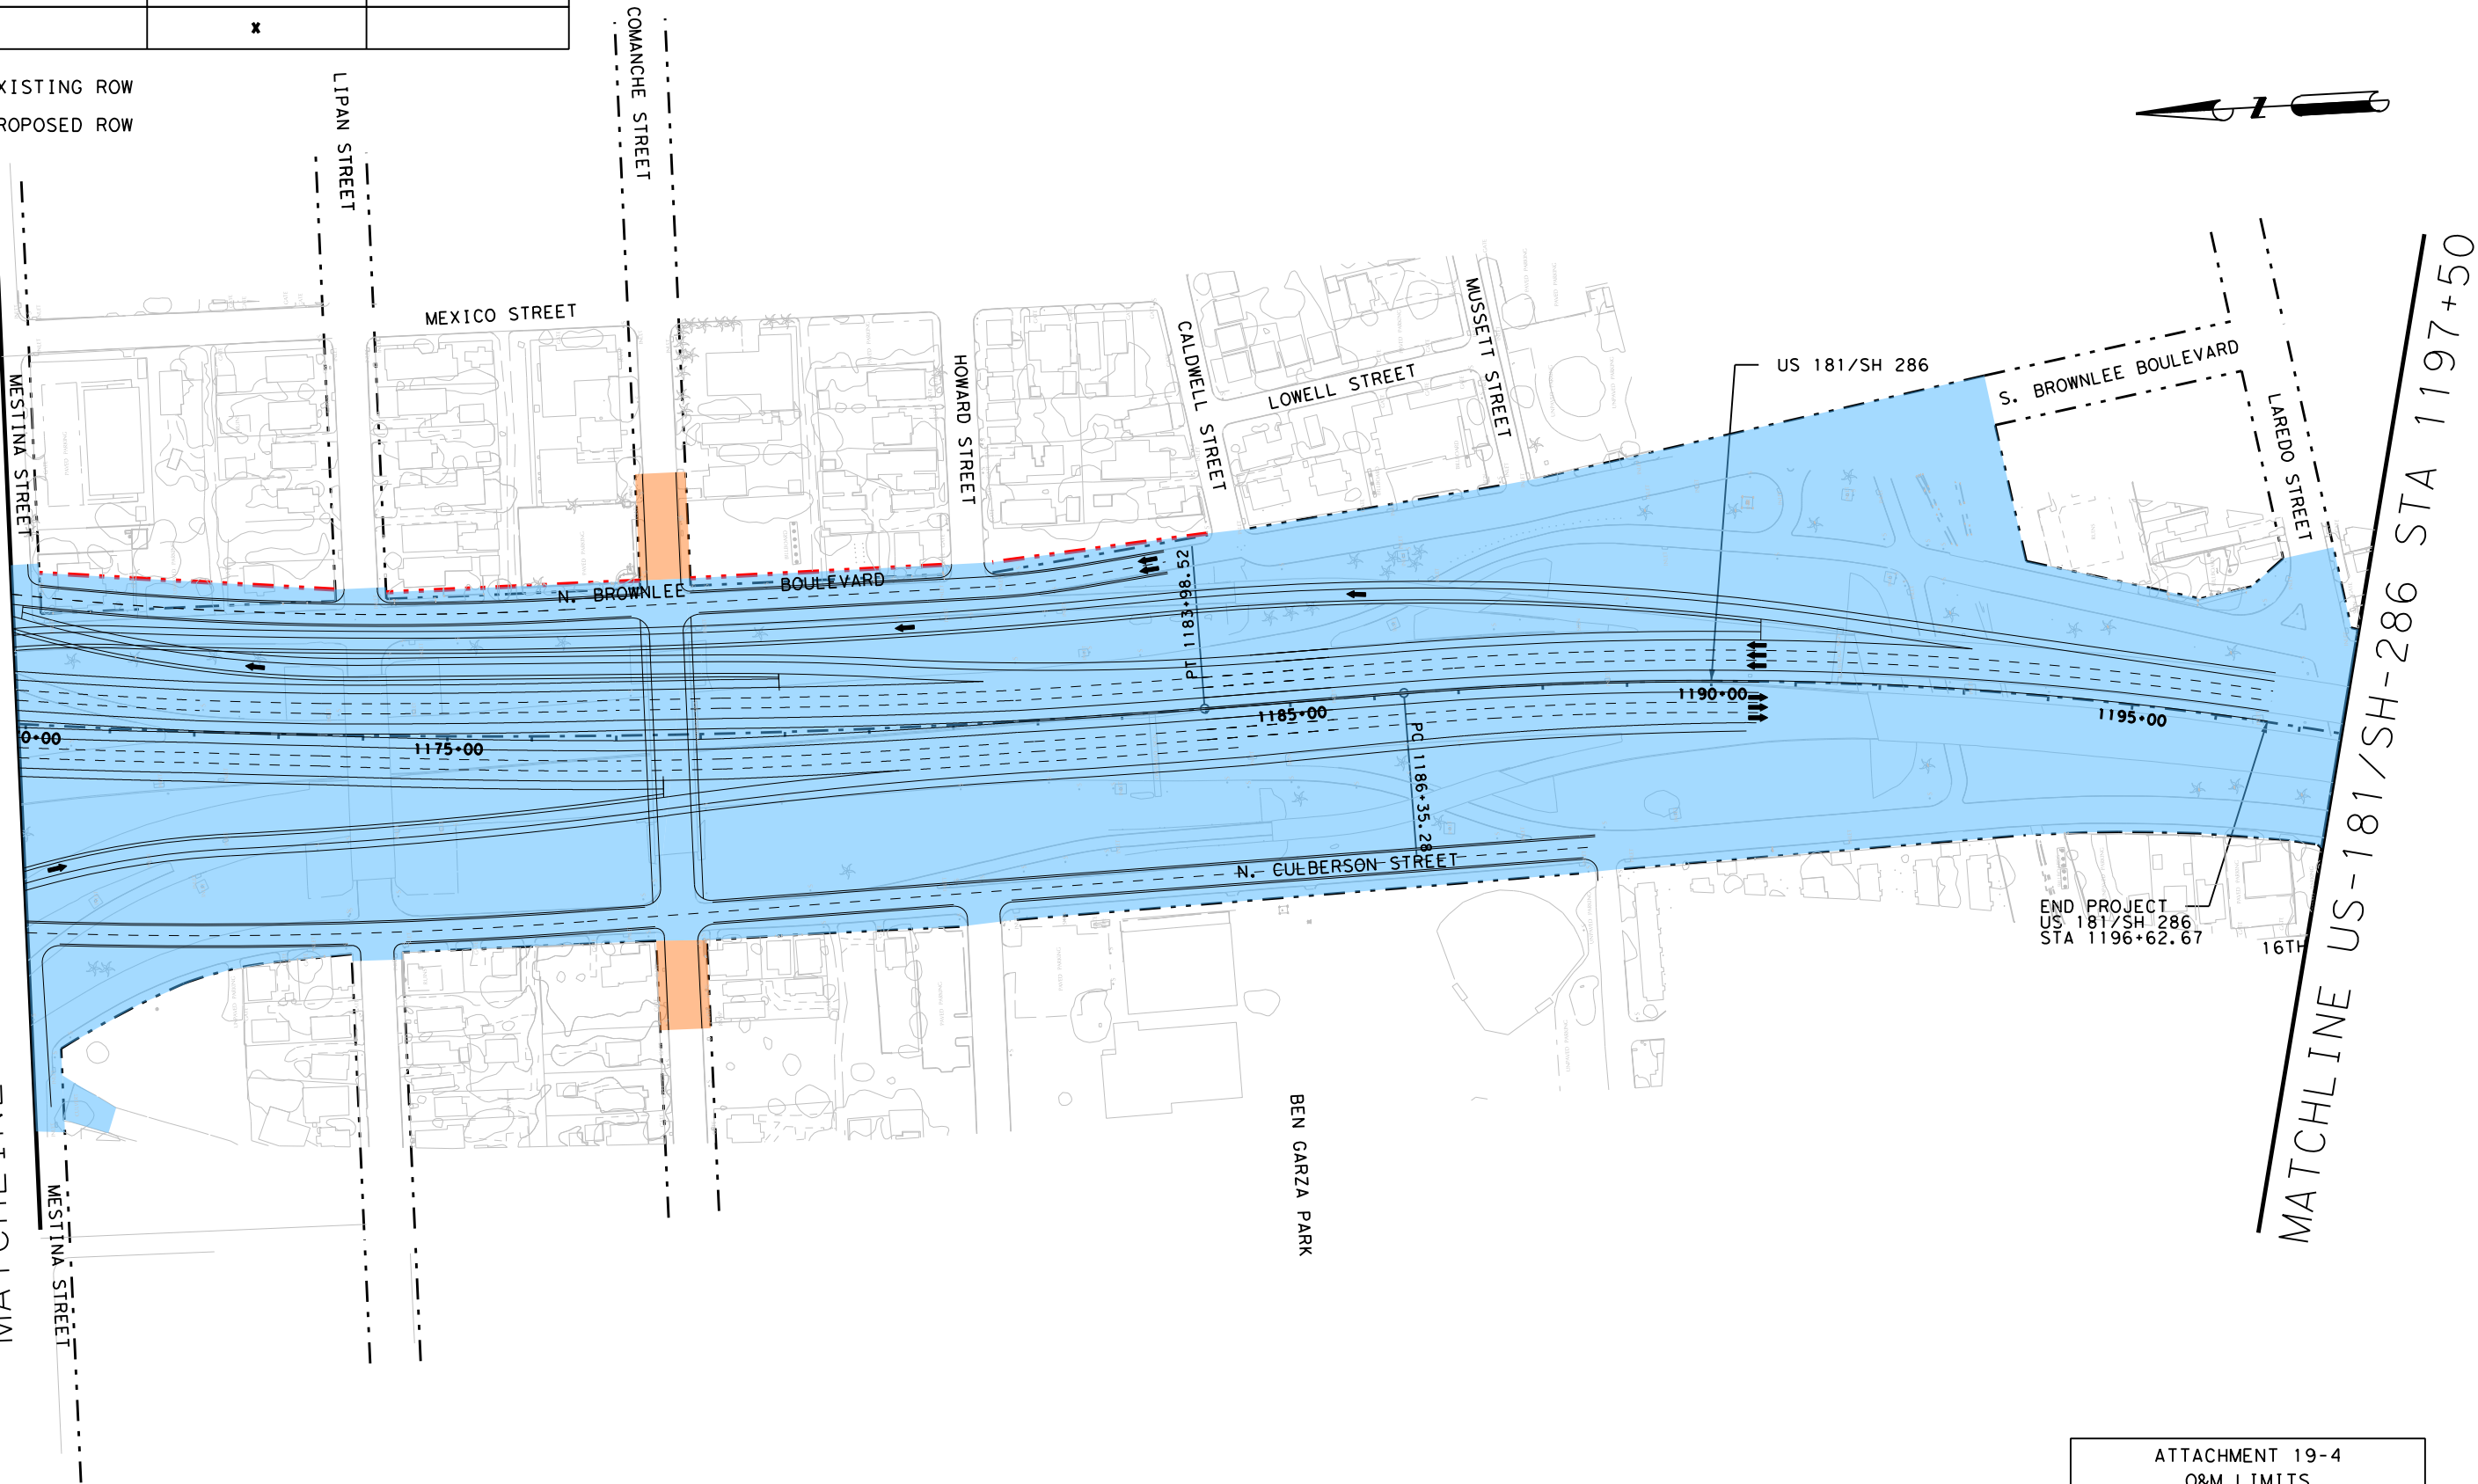 x
XISTING ROW
ROPOSED ROW
LIPAN STREET
COMANCHE STREET
Z
MEXICO STREET
MESTINA STREET
HOWARD STREET
CALDWELL STREET
LOWELL STREET
MUSSETT STREET
US 181/SH 286
S. BROWNLEE BOULEVARD
LAREDO STREET
MATCHLINE US-181/SH-286 STA 1197+50
N. BROWNLEE BOULEVARD
PT 1183+98.52
0+00
1175+00
1185+00
1190+00
1195+00
PC 1186+35.28
N. CULBERSON STREET
END PROJECT
US 181/SH 286
STA 1196+62.67
16TH
BEN GARZA PARK
MESTINA STREET
MATCHLINE
ATTACHMENT 19-4
O&M LIMITS